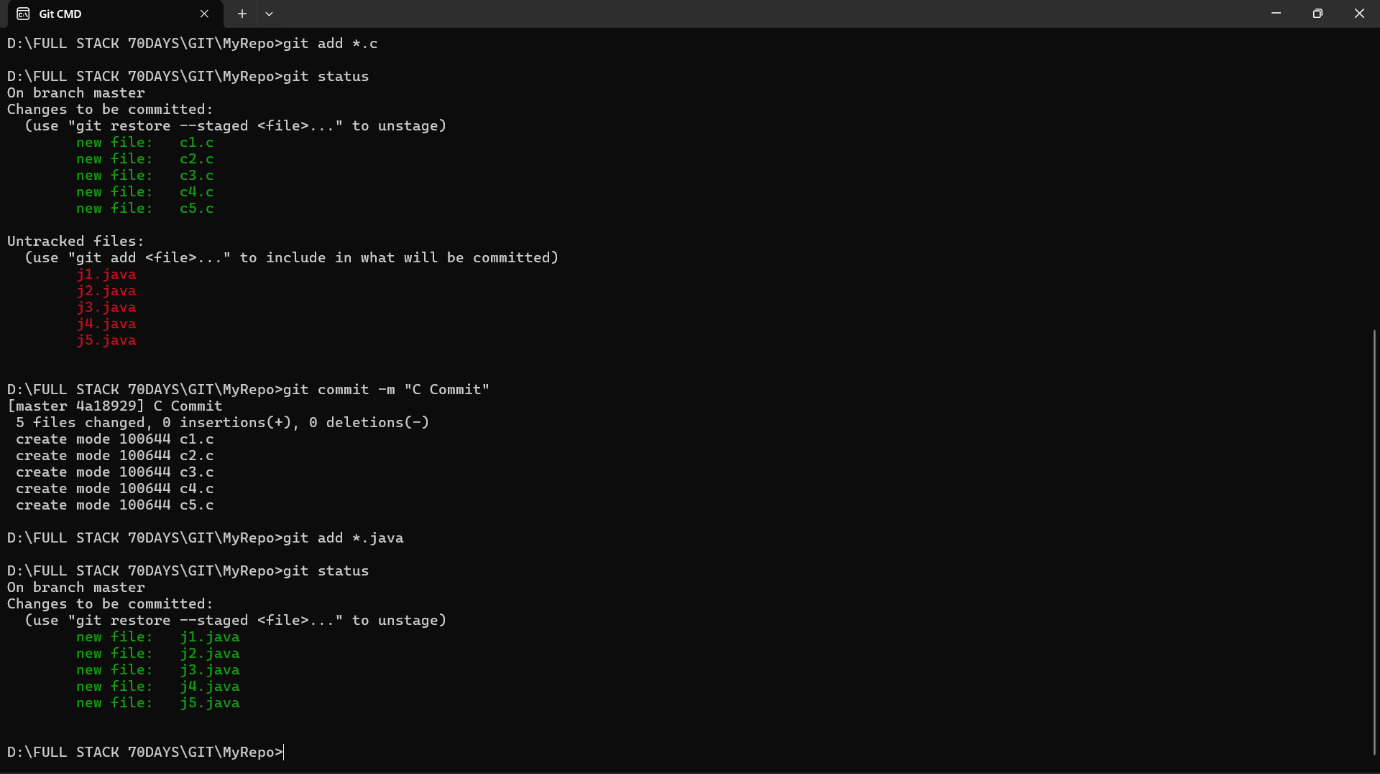 Git CMD
D:\FULL STACK 70DAYS\GIT\MyRepo>git add *.c
D:\FULL STACK 70DAYS\GIT\MyRepo>git status
On branch master
Changes to be committed:
  (use "git restore --staged <file>..." to unstage)
        new file:   c1.c
        new file:   c2.c
        new file:   c3.c
        new file:   c4.c
        new file:   c5.c
Untracked files:
  (use "git add <file>..." to include in what will be committed)
        j1.java
        j2.java
        j3.java
        j4.java
        j5.java
D:\FULL STACK 70DAYS\GIT\MyRepo>git commit -m "C Commit"
[master 4a18929] C Commit
 5 files changed, 0 insertions(+), 0 deletions(-)
 create mode 100644 c1.c
 create mode 100644 c2.c
 create mode 100644 c3.c
 create mode 100644 c4.c
 create mode 100644 c5.c
D:\FULL STACK 70DAYS\GIT\MyRepo>git add *.java
D:\FULL STACK 70DAYS\GIT\MyRepo>git status
On branch master
Changes to be committed:
  (use "git restore --staged <file>..." to unstage)
        new file:   j1.java
        new file:   j2.java
        new file:   j3.java
        new file:   j4.java
        new file:   j5.java
D:\FULL STACK 70DAYS\GIT\MyRepo>